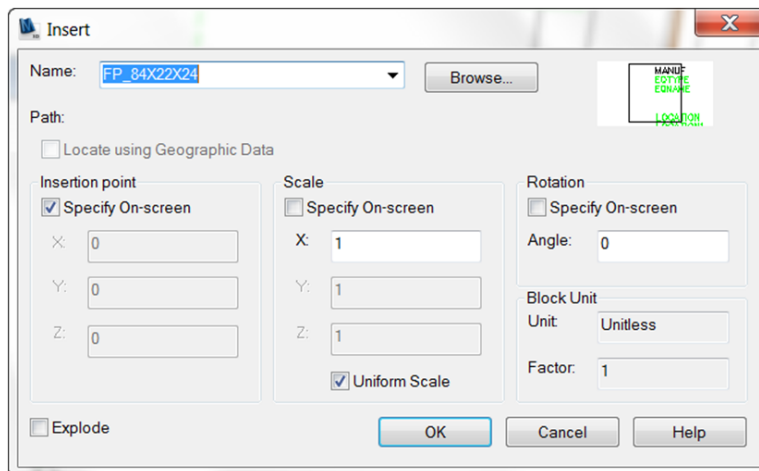 Insert
Name: FP_84X22X24 Browse...
MANUF
EQTYPE
EQNAME
LOCATION
Path:
Locate using Geographic Data
Insertion point
Specify On-screen
X: 0
Y: 0
Z: 0
Scale
Specify On-screen
X: 1
Y: 1
Z: 1
Uniform Scale
Rotation
Specify On-screen
Angle: 0
Block Unit
Unit: Unitless
Factor: 1
Explode
OK Cancel Help